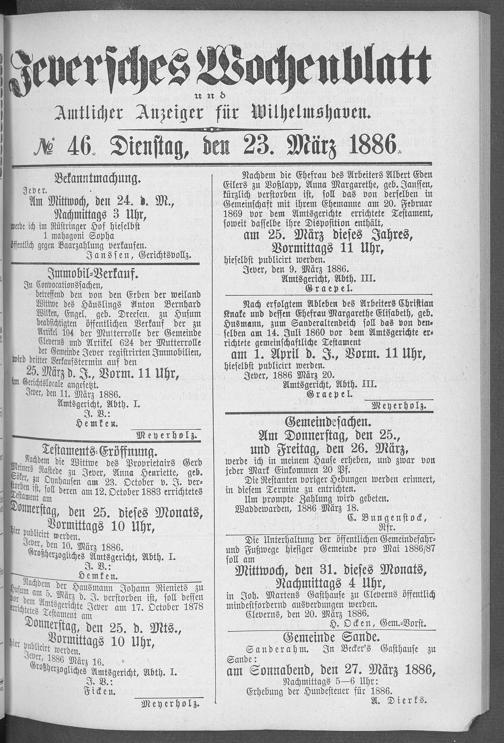 Jeversches Wochenblatt
und
Amtlicher Anzeiger für Wilhelmshaven.
№ 46. Dienstag, den 23. März 1886.
Bekanntmachung.
Jever.
Am Mittwoch, den 24. d. M.,
Nachmittags 3 Uhr,
werde ich im Rüstringer Hof hieselbst
1 mahagoni Sopha
öffentlich gegen Baarzahlung verkaufen.
Janssen, Gerichtsvollz.
Immobil-Verkauf.
In Convocationssachen,
betreffend den von den Erben der weiland
Wittwe des Häuslings Anton Bernhard
Wilken, Engel, geb. Dreesen, zu Husum
beabsichtigten öffentlichen Verkauf der zu
Artikel 104 der Mutterrolle der Gemeinde
Cleverns und Artikel 624 der Mutterrolle
der Gemeinde Jever registrirten Immobilien,
wird dritter Verkaufstermin auf den
25. März d. J., Vorm. 11 Uhr,
im Gerichtslocale angesetzt.
Jever, den 11. März 1886.
Amtsgericht, Abth. I.
J. V.:
Hemken.
Meyerholz.
Testaments-Eröffnung.
Nachdem die Wittwe des Proprietairs Gerd
Meiners Rastede zu Jever, Anna Henriette, geb.
zu Oynhausen am 23. October v. J. ver-
storben ist, soll deren am 12. October 1883 errichtetes
Testament am
Donnerstag, den 25. dieses Monats,
Vormittags 10 Uhr,
hier publicirt werden.
Jever, den 10. März 1886.
Großherzogliches Amtsgericht, Abth. I.
J. V.:
Hemken.
Nachdem der Hausmann Johann Rieniets zu
Husum am 5. März d. J. verstorben ist, soll dessen
vor dem Amtsgerichte Jever am 17. October 1878
errichtetes Testament am
Donnerstag, den 25. d. Mts.,
Vormittags 10 Uhr,
hier publicirt werden.
Jever, 1886 März 16.
Großherzogliches Amtsgericht, Abth. I.
J. V.:
Ficken.
Meyerholz.
Nachdem die Ehefrau des Arbeiters Albert Eden
Eilers zu Voßlapp, Anna Margarethe, geb. Janssen,
kürzlich verstorben ist, soll das von derselben in
Gemeinschaft mit ihrem Ehemanne am 20. Februar
1869 vor dem Amtsgerichte errichtete Testament,
soweit dasselbe ihre Disposition enthält,
am 25. März dieses Jahres,
Vormittags 11 Uhr,
hieselbst publicirt werden.
Jever, den 9. März 1886.
Amtsgericht, Abth. III.
Graepel.
Nach erfolgtem Ableben des Arbeiters Christian
Knake und dessen Ehefrau Margarethe Elisabeth, geb.
Husmann, zum Sanderaltendeich soll das von den-
selben am 14. Juli 1860 vor dem Amtsgerichte er-
richtete gemeinschaftliche Testament
am 1. April d. J., Vorm. 11 Uhr,
hieselbst publicirt werden.
Jever, 1886 März 20.
Amtsgericht, Abth. III.
Graepel.
Meyerholz.
Gemeindesachen.
Am Donnerstag, den 25.,
und Freitag, den 26. März,
werde ich in meinem Hause erheben, und zwar von
jeder Mark Einkommen 20 Pf.
Die Restanten voriger Hebungen werden erinnert,
in diesem Termine zu entrichten.
Um prompte Zahlung wird gebeten.
Waddewarden, 1886 März 18.
C. Bungenstock,
Rfr.
Die Unterhaltung der öffentlichen Gemeindefahr-
und Fußwege hiesiger Gemeinde pro Mai 1886/87
soll am
Mittwoch, den 31. dieses Monats,
Nachmittags 4 Uhr,
in Joh. Martens Gasthause zu Cleverns öffentlich
mindestfordernd ausverdungen werden.
Cleverns, den 20. März 1886.
H. Ocken, Gem.-Vorst.
Gemeinde Sande.
Sanderahm. In Becker's Gasthause zu
Sande:
am Sonnabend, den 27. März 1886,
Nachmittags 5–6 Uhr:
Erhebung der Hundesteuer für 1886.
A. Dierks.